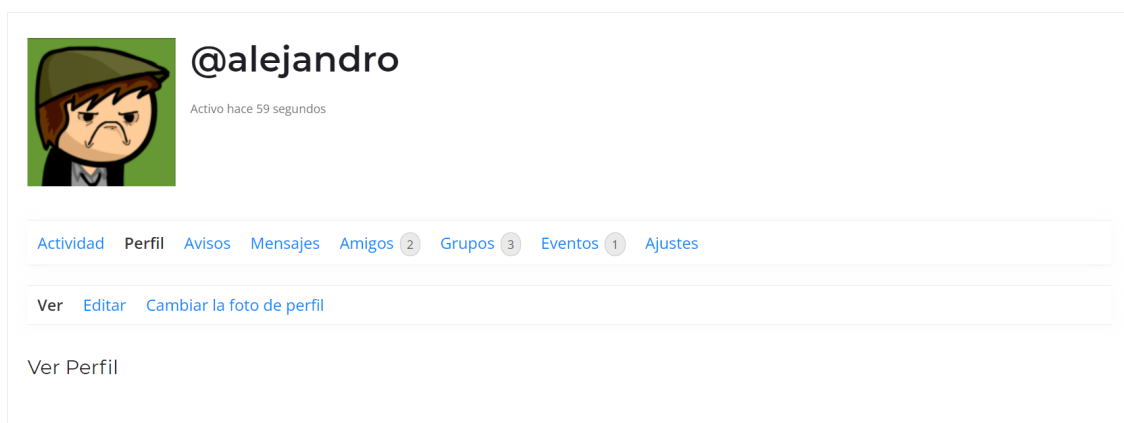 @alejandro
Activo hace 59 segundos
Actividad Perfil Avisos Mensajes Amigos 2 Grupos 3 Eventos 1 Ajustes
Ver Editar Cambiar la foto de perfil
Ver Perfil